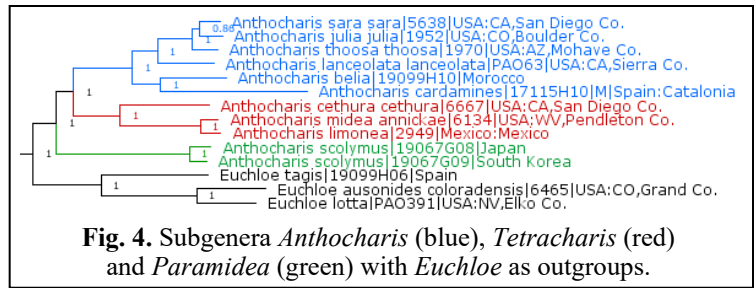 Anthocharis sara sara|5638|USA:CA,San Diego Co.
0.86
Anthocharis julia julia|1952|USA:CO,Boulder Co.
1
Anthocharis thoosa thoosa|1970|USA:AZ,Mohave Co.
1
Anthocharis lanceolata lanceolata|PAO63|USA:CA,Sierra Co.
1
Anthocharis belia|19099H10|Morocco
1
Anthocharis cardamines|17115H10|M|Spain:Catalonia
1
Anthocharis cethura cethura|6667|USA:CA,San Diego Co.
1
Anthocharis midea annickae|6134|USA:WV,Pendleton Co.
1
Anthocharis limonea|2949|Mexico:Mexico
1
Anthocharis scolymus|19067G08|Japan
1
Anthocharis scolymus|19067G09|South Korea
Euchloe tagis|19099H06|Spain
1
Euchloe ausonides coloradensis|6465|USA:CO,Grand Co.
1
Euchloe lotta|PAO391|USA:NV,Elko Co.
Fig. 4. Subgenera Anthocharis (blue), Tetracharis (red)
and Paramidea (green) with Euchloe as outgroups.